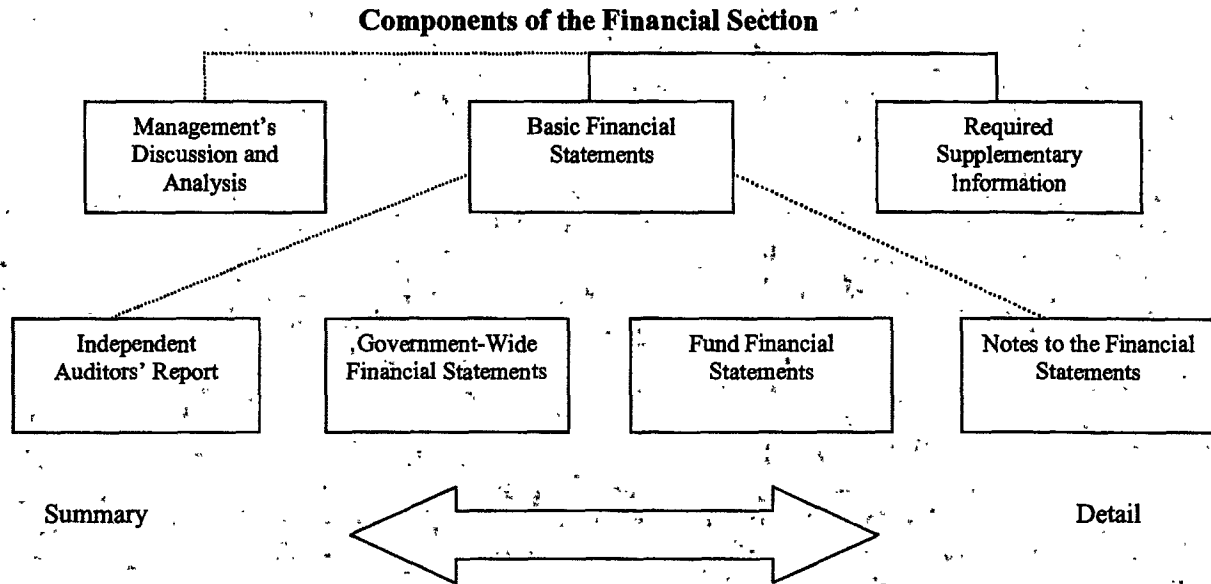 Components of the Financial Section
Management's
Discussion and
Analysis
Basic Financial
Statements
Required
Supplementary
Information
Independent
Auditors' Report
Government-Wide
Financial Statements
Fund Financial
Statements
Notes to the Financial
Statements
Summary
Detail